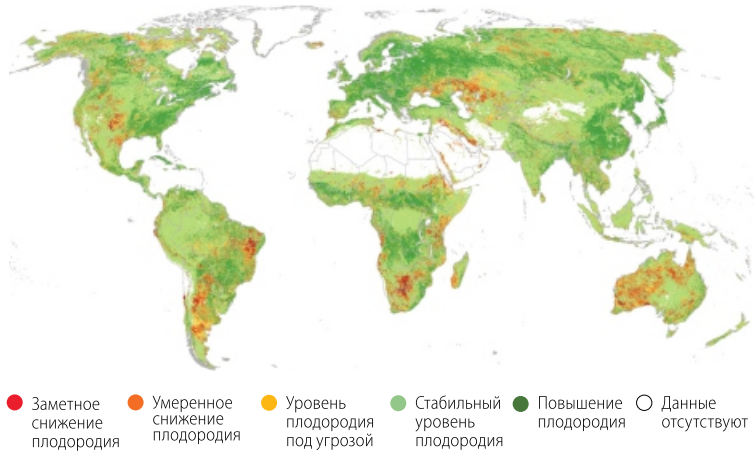 Заметное
снижение
плодородия
Умеренное
снижение
плодородия
Уровень
плодородия
под угрозой
Стабильный
уровень
плодородия
Повышение
плодородия
Данные
отсутствуют